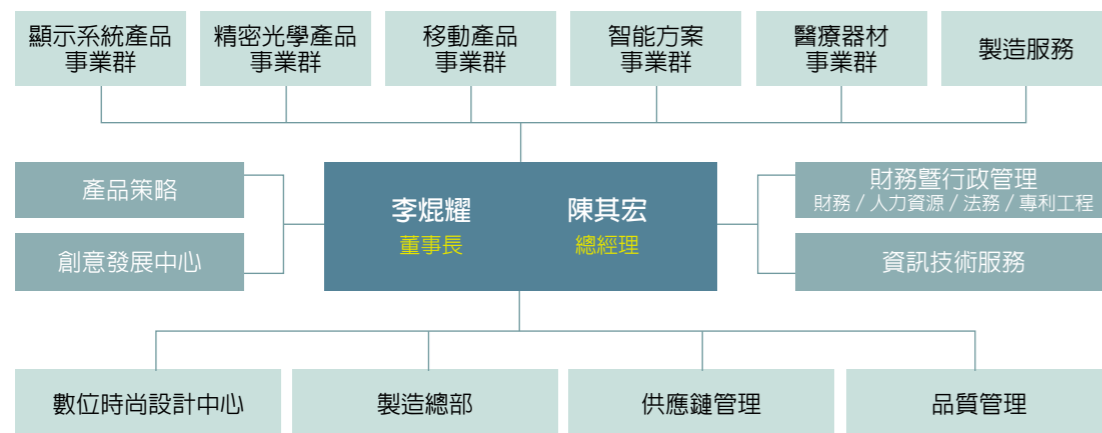 顯示系統產品
事業群
精密光學產品
事業群
移動產品
事業群
智能方案
事業群
醫療器材
事業群
製造服務
產品策略
創意發展中心
李焜耀
董事長
陳其宏
總經理
財務暨行政管理
財務 / 人力資源 / 法務 / 專利工程
資訊技術服務
數位時尚設計中心
製造總部
供應鏈管理
品質管理